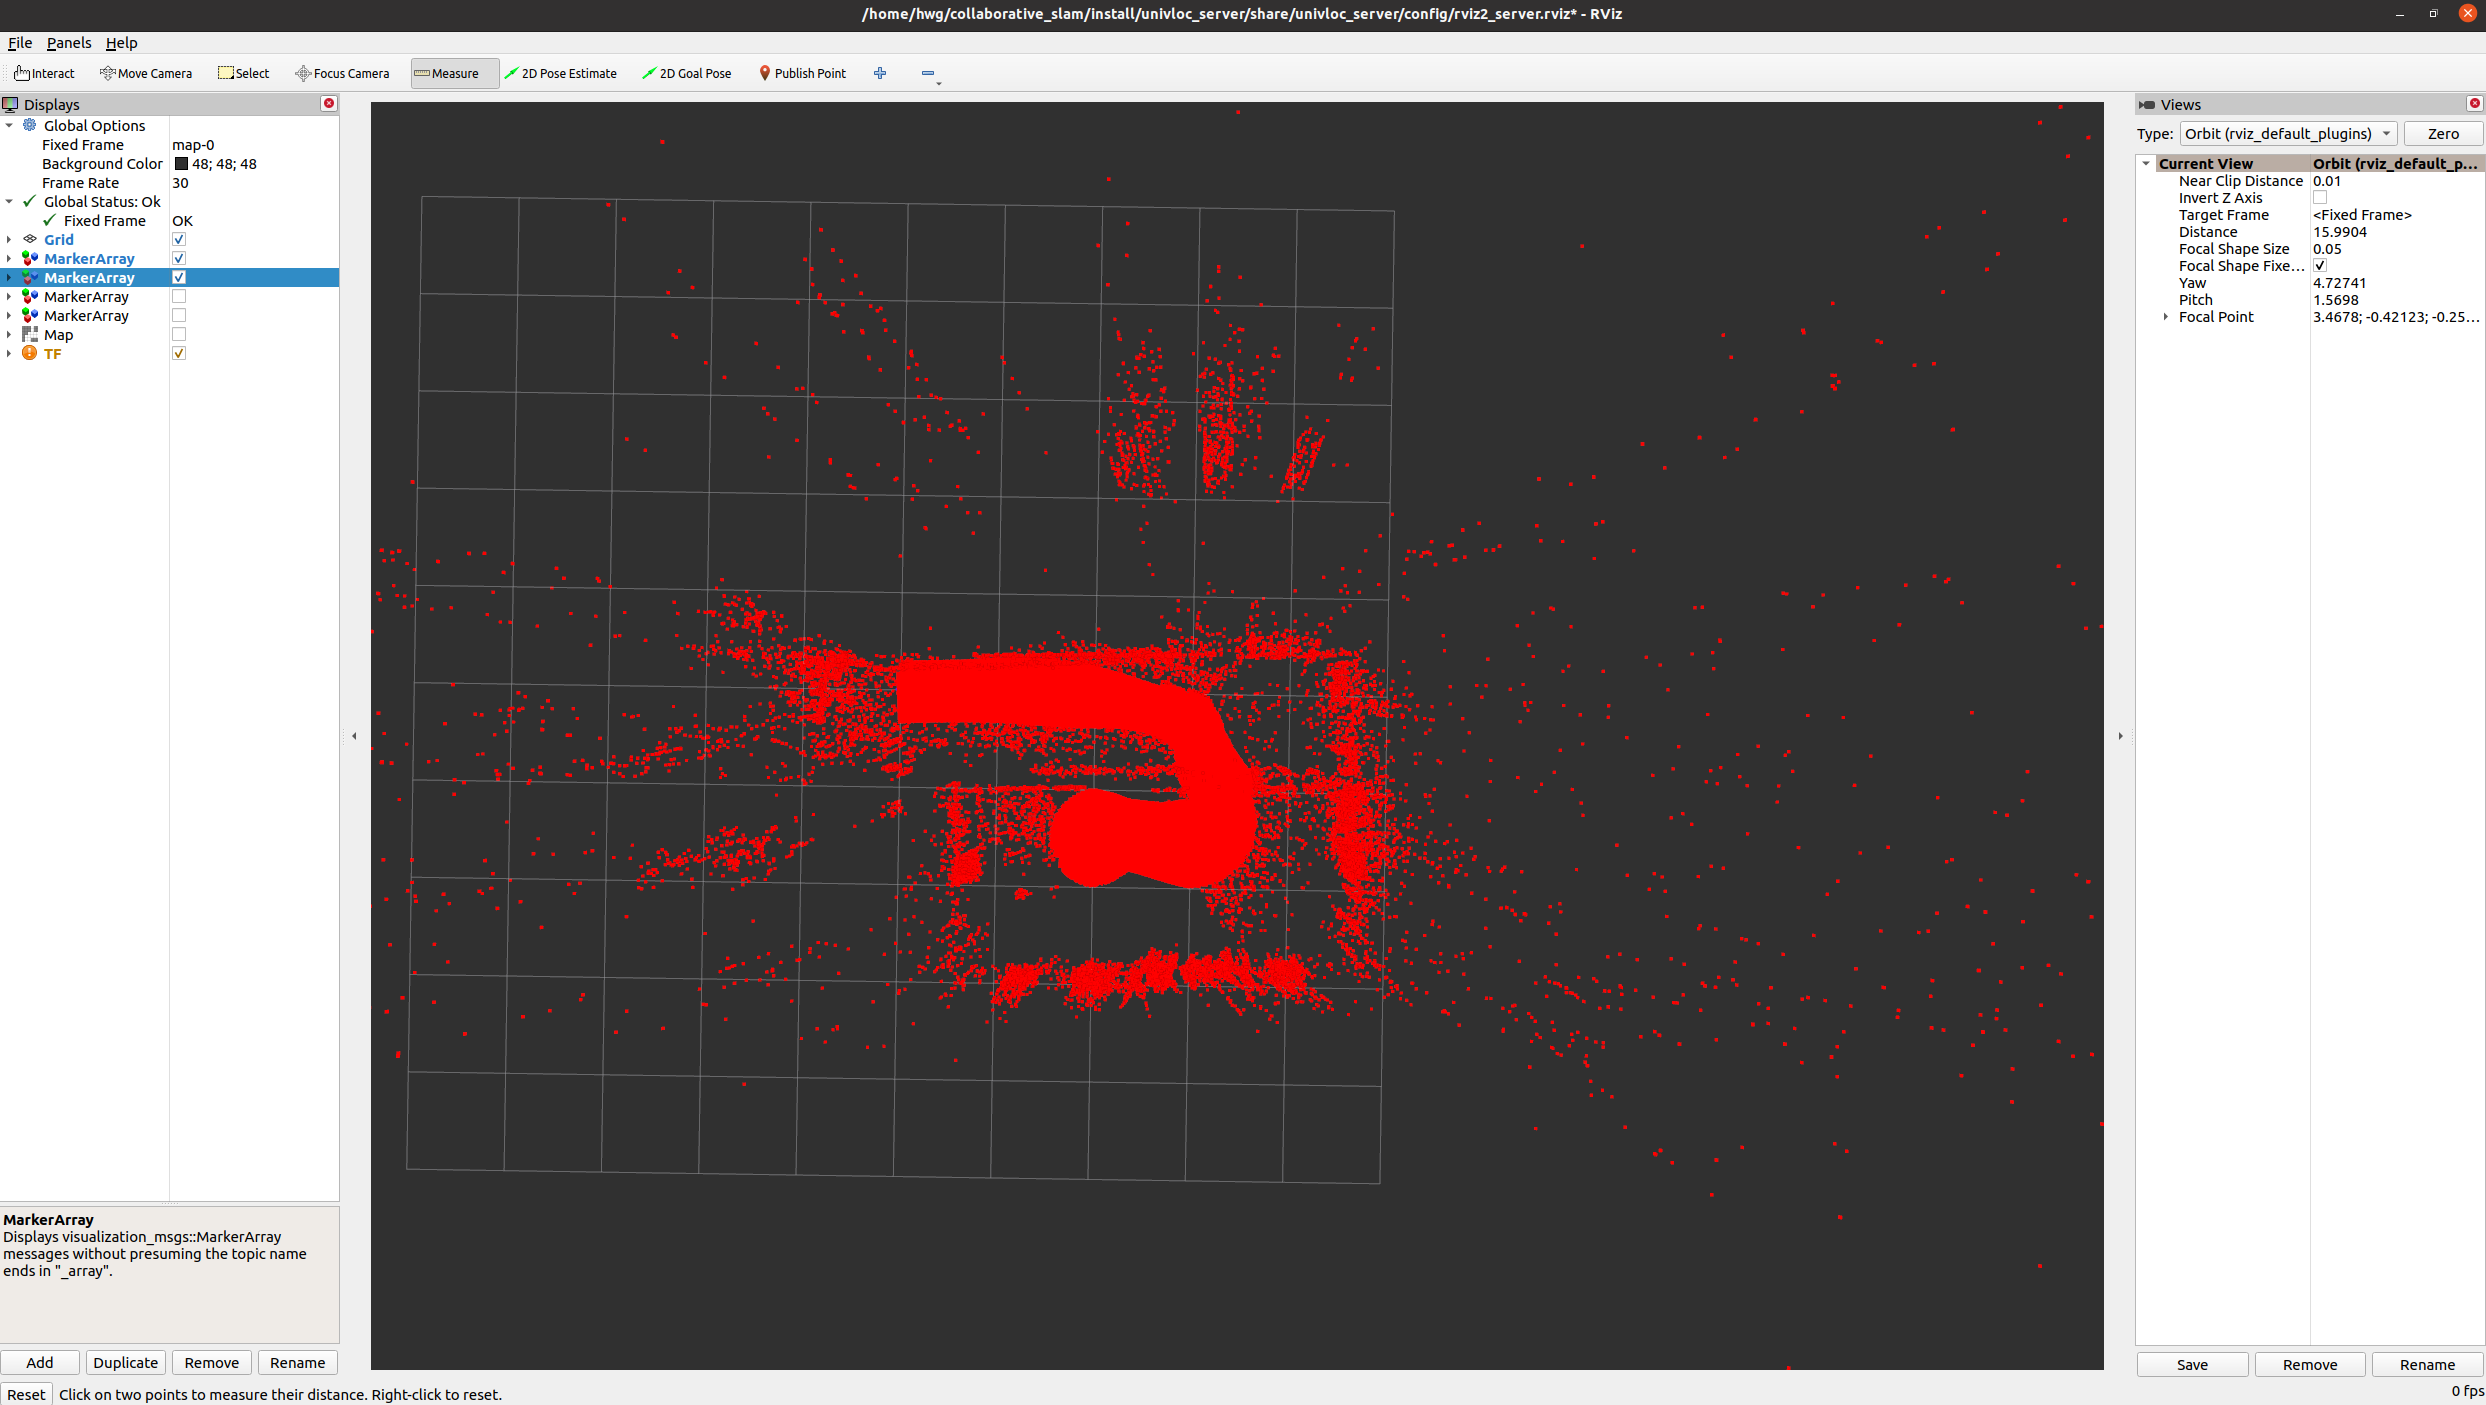 /home/hwg/collaborative_slam/install/univloc_server/share/univloc_server/config/rviz2_server.rviz* - RViz
File Panels Help
Interact Move Camera Select Focus Camera Measure 2D Pose Estimate 2D Goal Pose Publish Point
Displays
Global Options
Fixed Frame map-0
Background Color 48; 48; 48
Frame Rate 30
Global Status: Ok
Fixed Frame OK
Grid
MarkerArray
MarkerArray
MarkerArray
MarkerArray
Map
TF
MarkerArray
Displays visualization_msgs::MarkerArray
messages without presuming the topic name
ends in "_array".
Add Duplicate Remove Rename
Reset Click on two points to measure their distance. Right-click to reset.
Views
Type: Orbit (rviz_default_plugins) Zero
Current View Orbit (rviz_default_p...
Near Clip Distance 0.01
Invert Z Axis
Target Frame <Fixed Frame>
Distance 15.9904
Focal Shape Size 0.05
Focal Shape Fixe...
Yaw 4.72741
Pitch 1.5698
Focal Point 3.4678; -0.42123; -0.25...
Save Remove Rename
0 fps